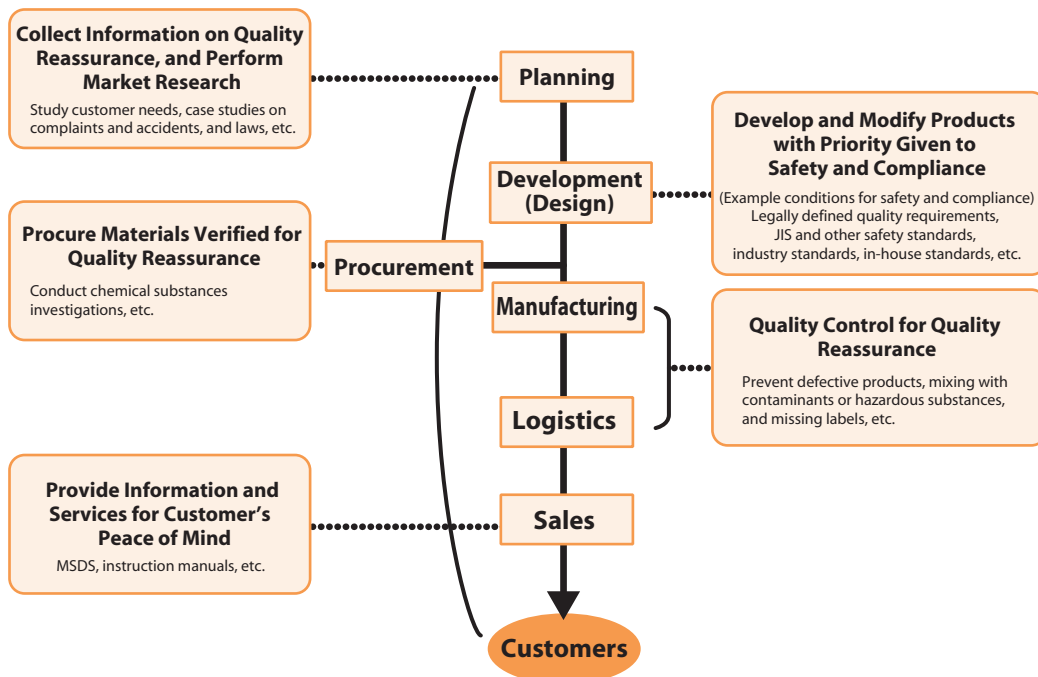 Collect Information on Quality
Reassurance, and Perform
Market Research
Study customer needs, case studies on
complaints and accidents, and laws, etc.
Planning
Develop and Modify Products
with Priority Given to
Safety and Compliance
(Example conditions for safety and compliance)
Legally defined quality requirements,
JIS and other safety standards,
industry standards, in-house standards, etc.
Development
(Design)
Procure Materials Verified for
Quality Reassurance
Conduct chemical substances
investigations, etc.
Procurement
Manufacturing
Quality Control for Quality
Reassurance
Prevent defective products, mixing with
contaminants or hazardous substances,
and missing labels, etc.
Logistics
Provide Information and
Services for Customer’s
Peace of Mind
MSDS, instruction manuals, etc.
Sales
Customers